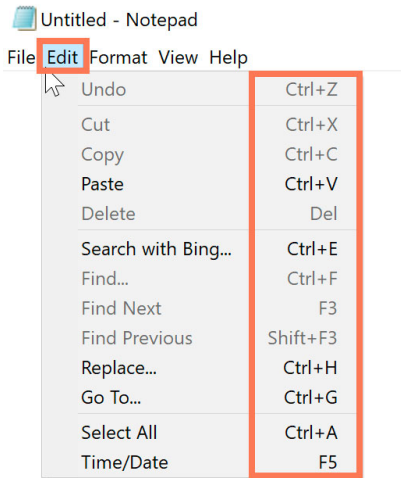 Untitled - Notepad
File Edit Format View Help
Undo Ctrl+Z
Cut Ctrl+X
Copy Ctrl+C
Paste Ctrl+V
Delete Del
Search with Bing... Ctrl+E
Find... Ctrl+F
Find Next F3
Find Previous Shift+F3
Replace... Ctrl+H
Go To... Ctrl+G
Select All Ctrl+A
Time/Date F5